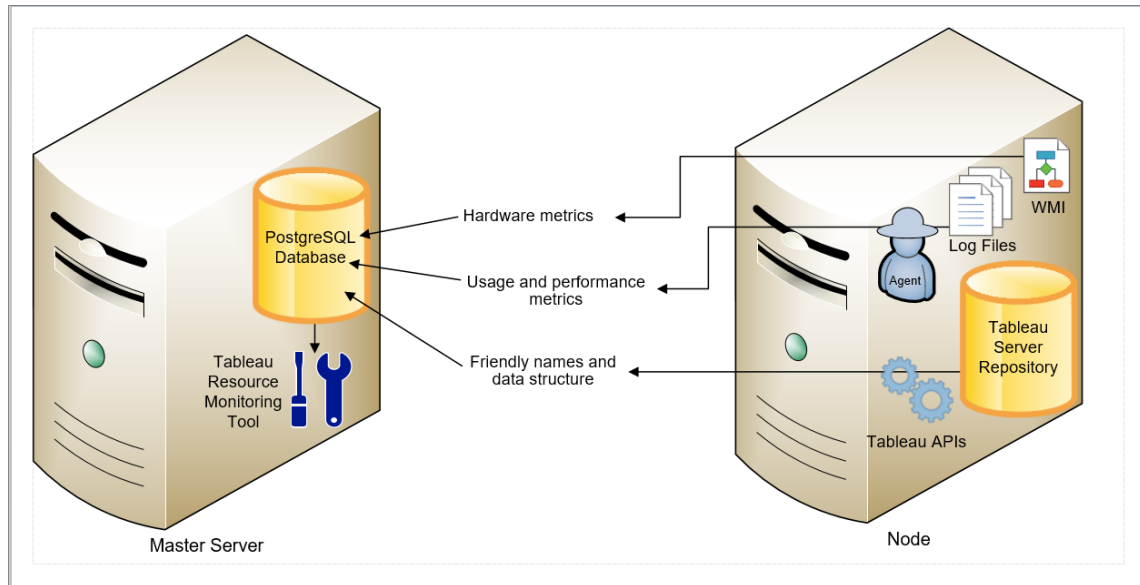 PostgreSQL
Database
Tableau
Resource
Monitoring
Tool
Master Server
Hardware metrics
Usage and performance
metrics
Friendly names and
data structure
WMI
Log Files
Agent
Tableau
Server
Repository
Tableau APIs
Node